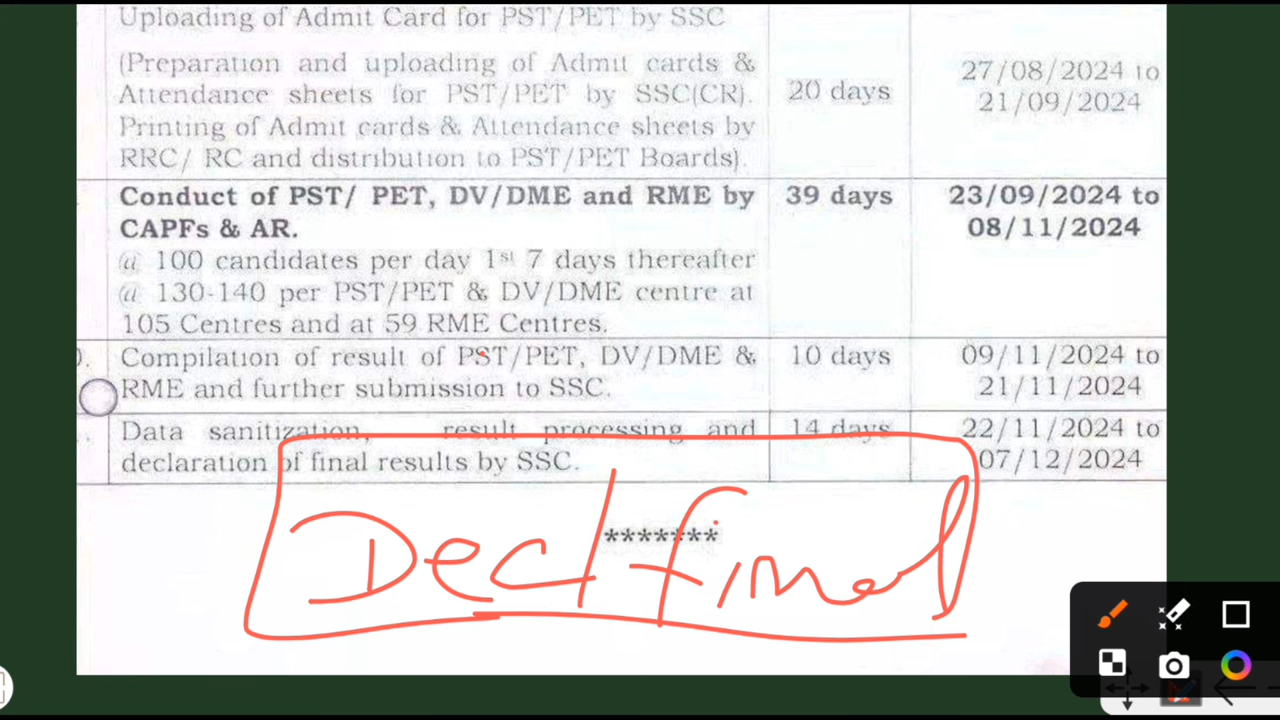 Uploading of Admit Card for PST/PET by SSC
(Preparation and uploading of Admit cards &
Attendance sheets for PST/PET by SSC(CR).
Printing of Admit cards & Attendance sheets by
RRC/ RC and distribution to PST/PET Boards).
20 days
27/08/2024 to
21/09/2024
Conduct of PST/ PET, DV/DME and RME by
CAPFs & AR.
@ 100 candidates per day 1st 7 days thereafter
@ 130-140 per PST/PET & DV/DME centre at
105 Centres and at 59 RME Centres.
39 days
23/09/2024 to
08/11/2024
Compilation of result of PST/PET, DV/DME &
RME and further submission to SSC.
10 days
09/11/2024 to
21/11/2024
Data sanitization, result processing and
declaration of final results by SSC.
14 days
22/11/2024 to
07/12/2024
*******
Decl final